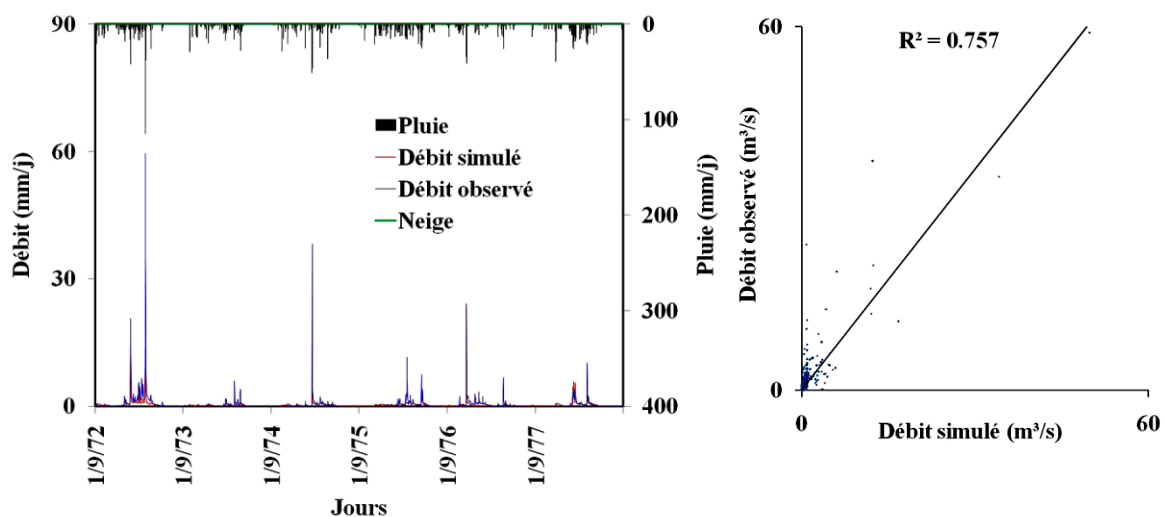 90
60
30
0
Débit (mm/j)
0
100
200
300
400
Pluie (mm/j)
Pluie
Débit simulé
Débit observé
Neige
1/9/72
1/9/73
1/9/74
1/9/75
1/9/76
1/9/77
Jours
R² = 0.757
60
0
Débit observé (m³/s)
0
60
Débit simulé (m³/s)